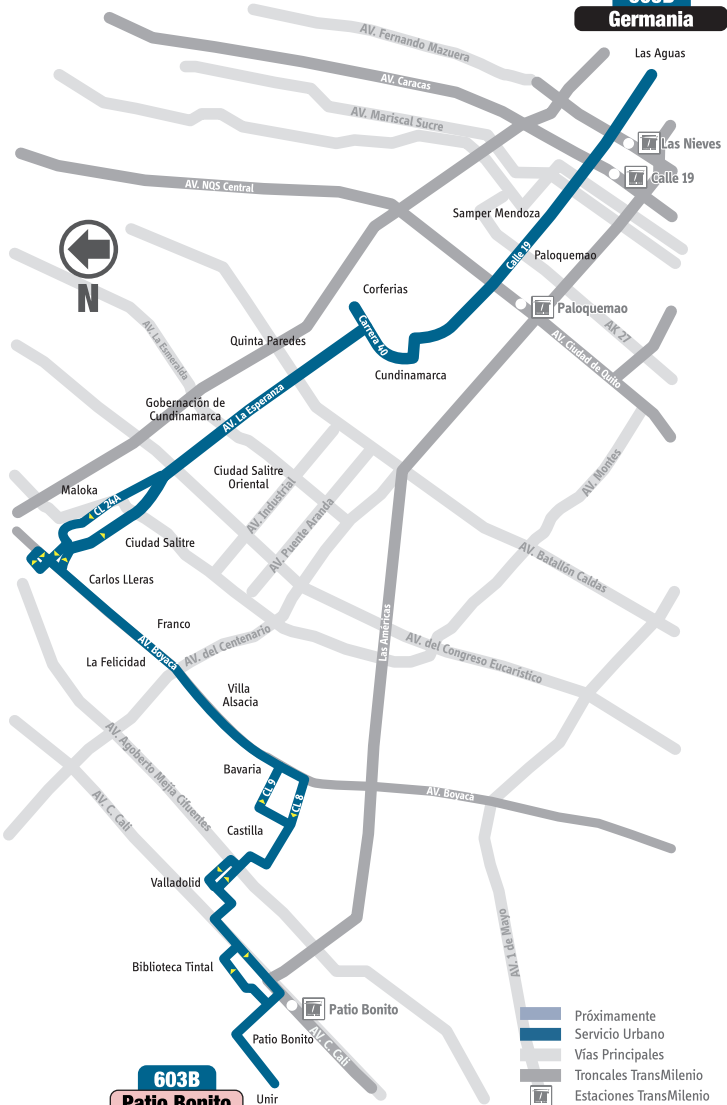 603B
Germania
Las Aguas
AV. Fernando Mazuera
AV. Caracas
AV. Mariscal Sucre
Las Nieves
Calle 19
AV. NQS Central
Samper Mendoza
Calle 19
Paloquemao
N
Corferias
Paloquemao
Carrera 40
AK 27
AV. La Esmeralda
Quinta Paredes
AV. Ciudad de Quito
Cundinamarca
Gobernación de
Cundinamarca
AV. La Esperanza
Ciudad Salitre
Oriental
AV. Montes
Maloka
CL 24A
AV. Industrial
AV. Puente Aranda
Ciudad Salitre
AV. Batallón Caldas
Carlos LLeras
Franco
Las Américas
AV. Boyacá
AV. del Centenario
AV. del Congreso Eucarístico
La Felicidad
Villa
Alsacia
AV. Agoberto Mejía Cifuentes
Bavaria
CL 9
CL 8
AV. Boyacá
AV. C. Cali
Castilla
Valladolid
AV. 1 de Mayo
Biblioteca Tintal
Patio Bonito
Patio Bonito
AV. C. Cali
Próximamente
Servicio Urbano
Vías Principales
Troncales TransMilenio
Estaciones TransMilenio
603B
Patio Bonito
Unir